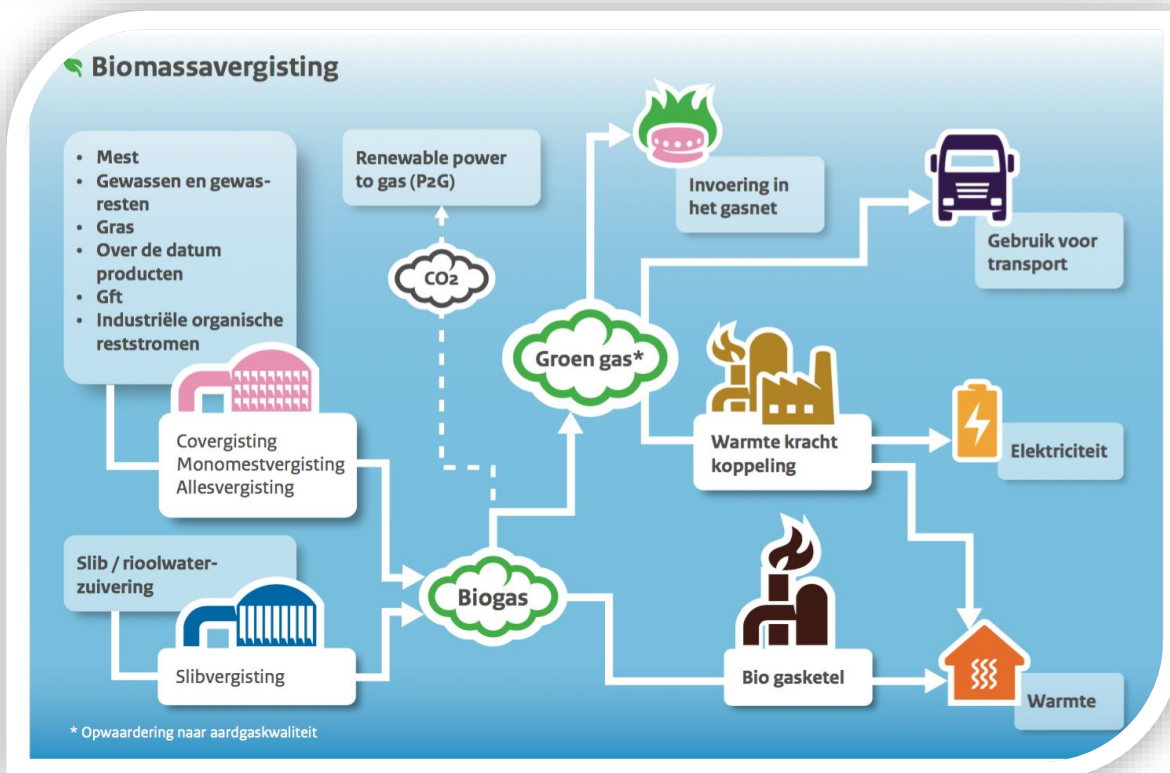 Biomassavergisting
• Mest
• Gewassen en gewas-
resten
• Gras
• Over de datum
producten
• Gft
• Industriële organische
reststromen
Covergisting
Monomestvergisting
Allesvergisting
Slib / rioolwater-
zuivering
Slibvergisting
Renewable power
to gas (P2G)
CO2
Biogas
Groen gas*
Invoering in
het gasnet
Gebruik voor
transport
Warmte kracht
koppeling
Elektriciteit
Bio gasketel
Warmte
* Opwaardering naar aardgaskwaliteit